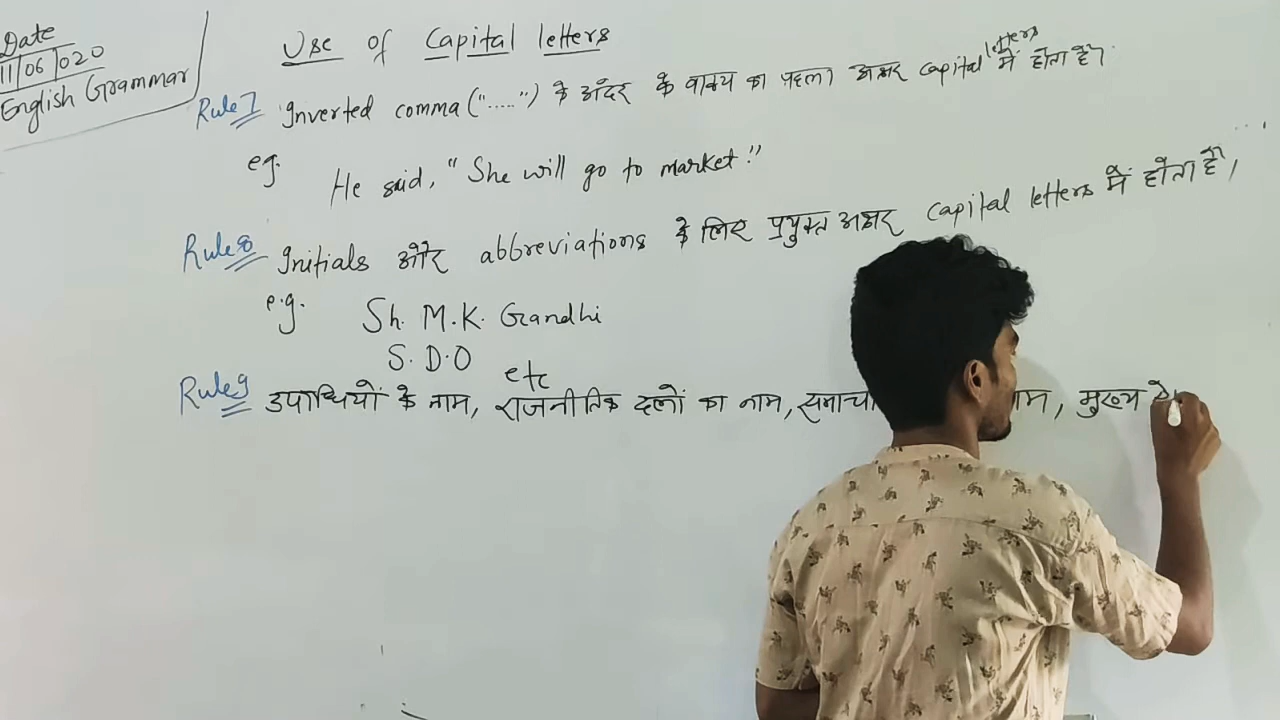 Date
11/06/020
English Grammar
Use of Capital letters
Rule 7 Inverted comma (".....") के अंदर के वाक्य का पहला अक्षर capital letters में होता है।
eg. He said, "She will go to market."
Rule 8 Initials और abbreviations के लिए प्रयुक्त अक्षर capital letters में होता है,
e.g. Sh. M.K. Gandhi
S.D.O
etc
Rule 9 उपाधियों के नाम, राजनीतिक दलों का नाम, मुख्य